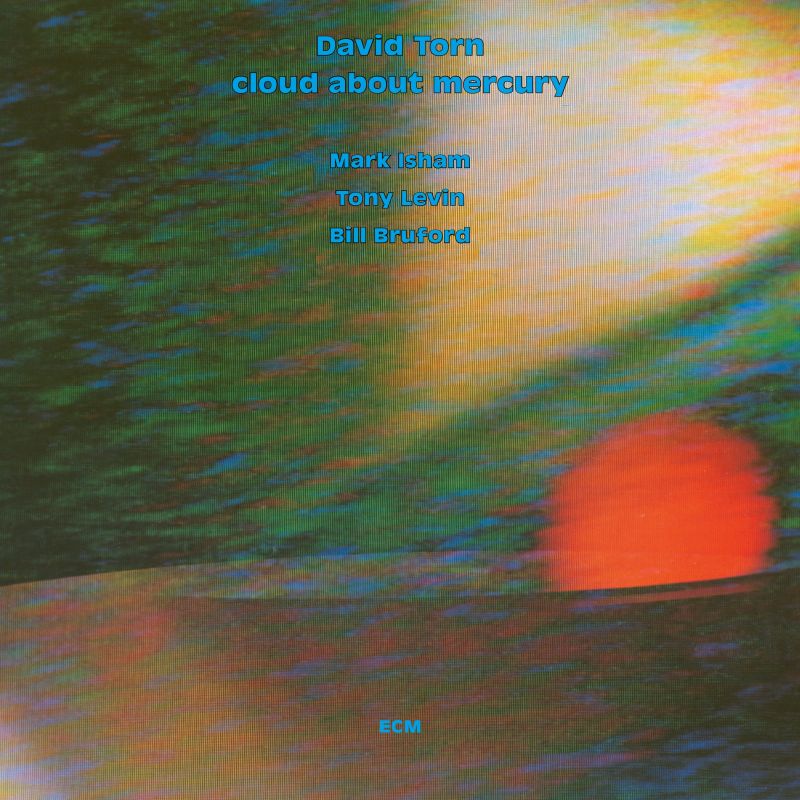 David Torn
cloud about mercury
Mark Isham
Tony Levin
Bill Bruford
ECM